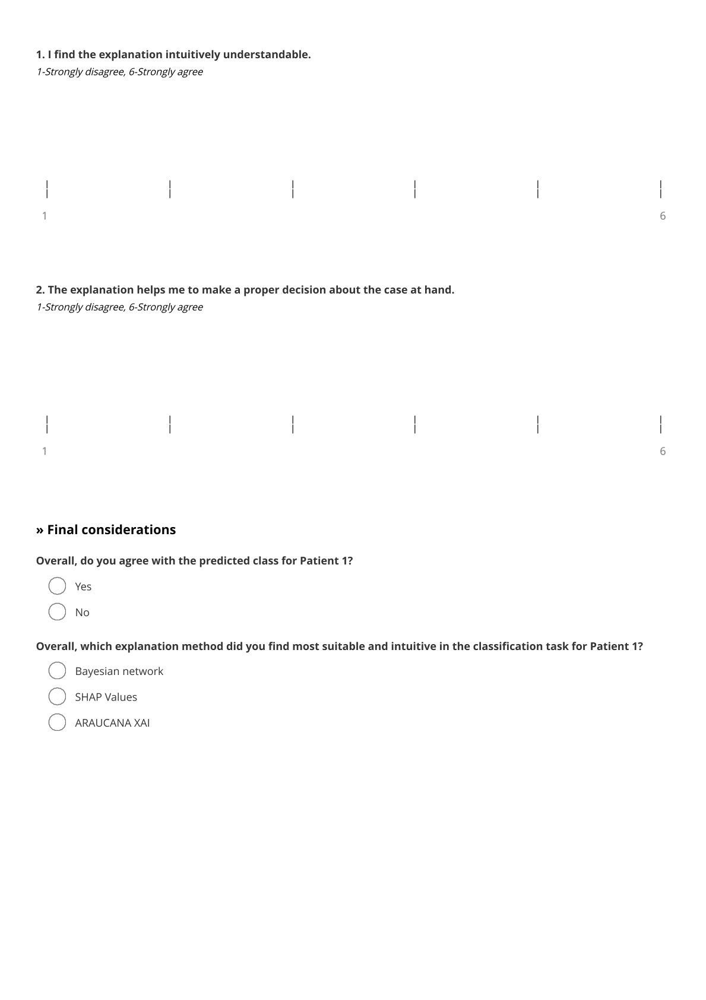 1. I find the explanation intuitively understandable.
1-Strongly disagree, 6-Strongly agree
1 6
2. The explanation helps me to make a proper decision about the case at hand.
1-Strongly disagree, 6-Strongly agree
1 6
» Final considerations
Overall, do you agree with the predicted class for Patient 1?
Yes
No
Overall, which explanation method did you find most suitable and intuitive in the classification task for Patient 1?
Bayesian network
SHAP Values
ARAUCANA XAI